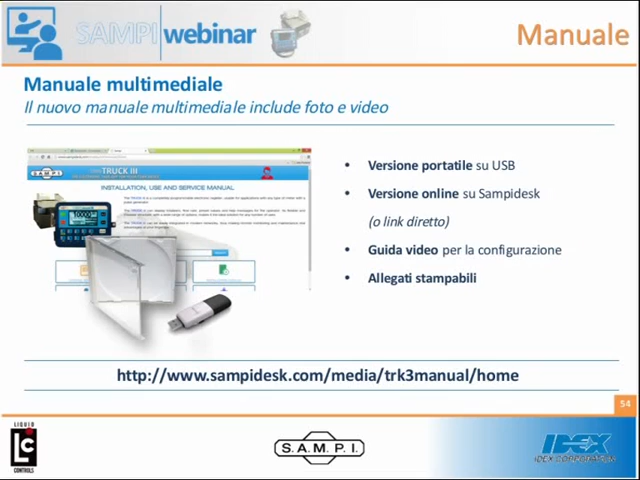 SAMPI webinar
Manuale
Manuale multimediale
Il nuovo manuale multimediale include foto e video
S.A.M.P.I.
TRUCK III
INSTALLATION, USE AND SERVICE MANUAL
• Versione portatile su USB
• Versione online su Sampidesk
(o link diretto)
• Guida video per la configurazione
• Allegati stampabili
http://www.sampidesk.com/media/trk3manual/home
54
LIQUID
LC
CONTROLS
S.A.M.P.I.
IDEX
IDEX CORPORATION